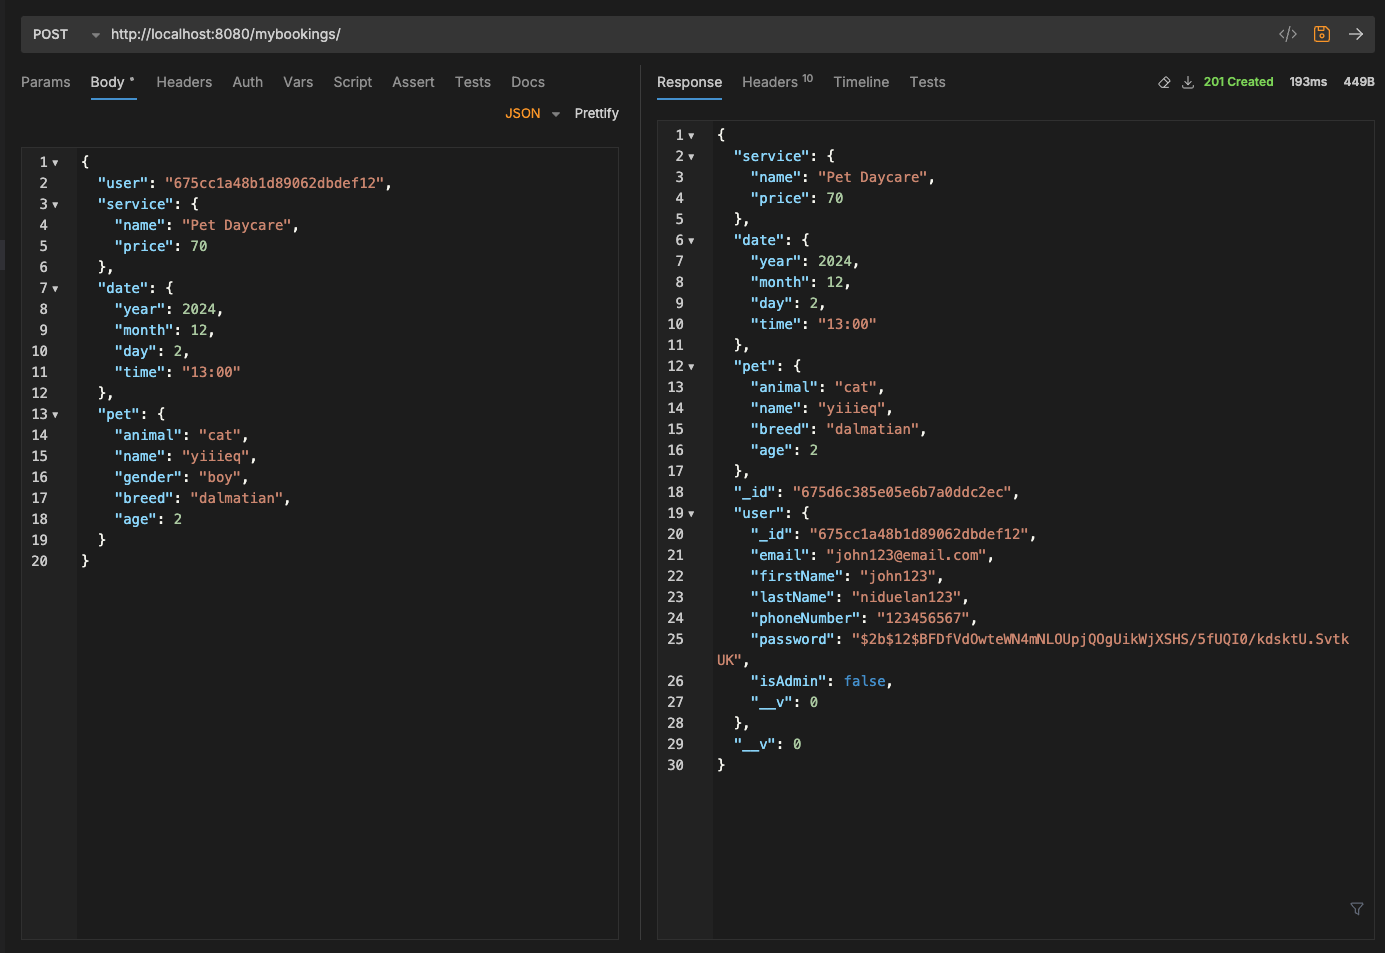 POST http://localhost:8080/mybookings/
Params Body Headers Auth Vars Script Assert Tests Docs
JSON Prettify
1 {
2 "user": "675cc1a48b1d89062dbdef12",
3 "service": {
4 "name": "Pet Daycare",
5 "price": 70
6 },
7 "date": {
8 "year": 2024,
9 "month": 12,
10 "day": 2,
11 "time": "13:00"
12 },
13 "pet": {
14 "animal": "cat",
15 "name": "yiiieq",
16 "gender": "boy",
17 "breed": "dalmatian",
18 "age": 2
19 }
20 }
Response Headers 10 Timeline Tests 201 Created 193ms 449B
1 {
2 "service": {
3 "name": "Pet Daycare",
4 "price": 70
5 },
6 "date": {
7 "year": 2024,
8 "month": 12,
9 "day": 2,
10 "time": "13:00"
11 },
12 "pet": {
13 "animal": "cat",
14 "name": "yiiieq",
15 "breed": "dalmatian",
16 "age": 2
17 },
18 "_id": "675d6c385e05e6b7a0ddc2ec",
19 "user": {
20 "_id": "675cc1a48b1d89062dbdef12",
21 "email": "john123@email.com",
22 "firstName": "john123",
23 "lastName": "niduelan123",
24 "phoneNumber": "123456567",
25 "password": "$2b$12$BFDfVdOwteWN4mNLOUpjQOgUikWjXSHS/5fUQI0/kdsktU.Svtk
UK",
26 "isAdmin": false,
27 "__v": 0
28 },
29 "__v": 0
30 }